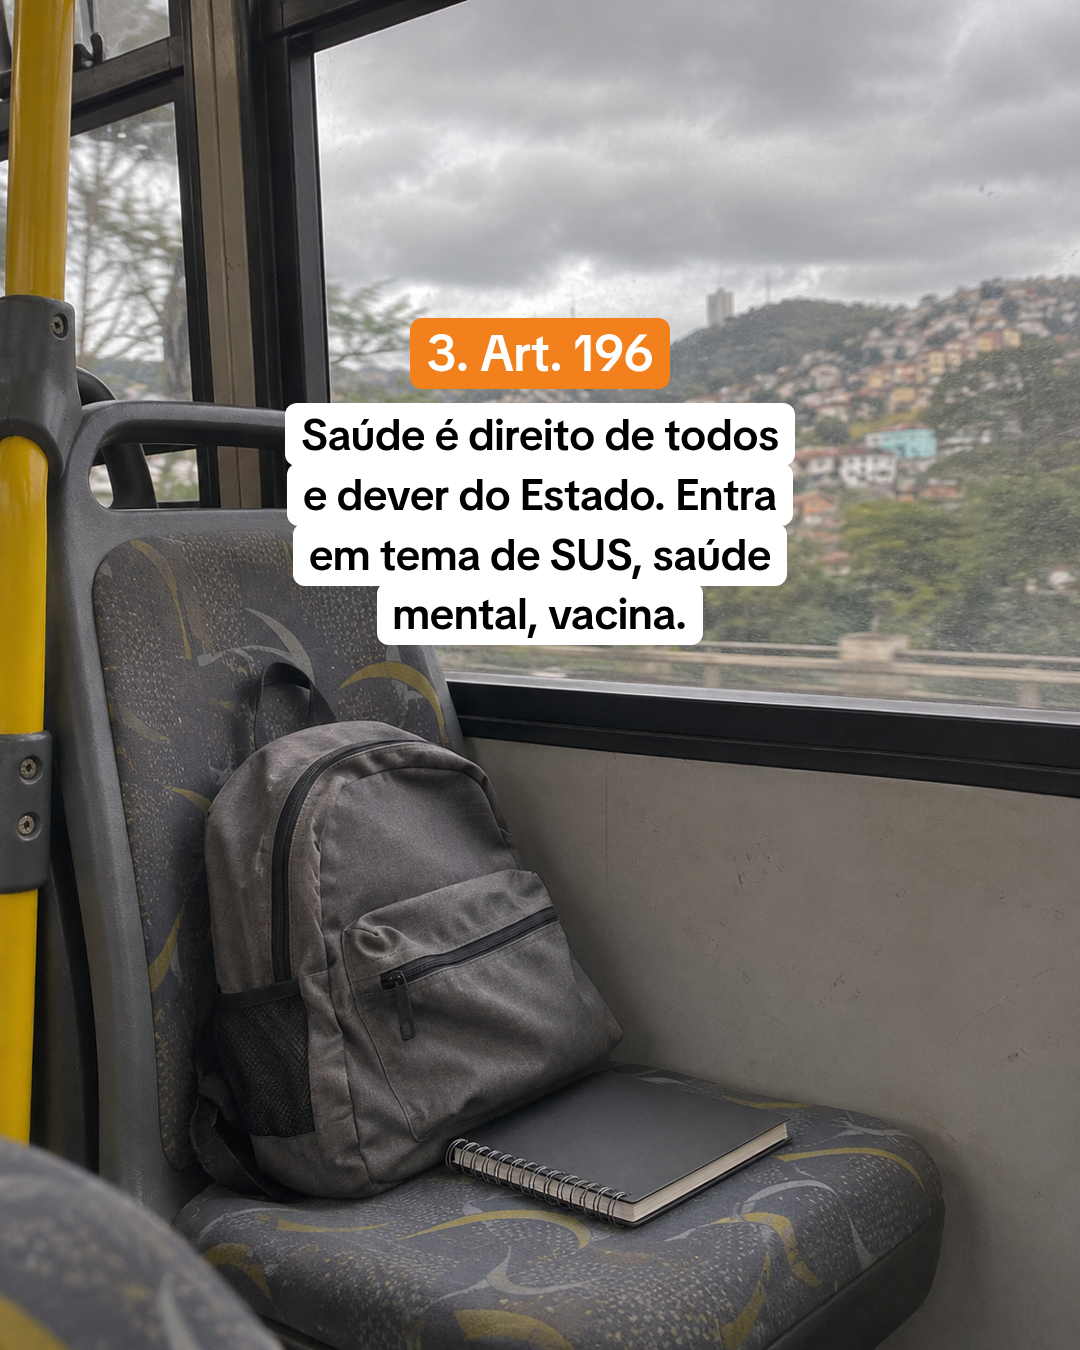 3. Art. 196
Saúde é direito de todos
e dever do Estado. Entra
em tema de SUS, saúde
mental, vacina.